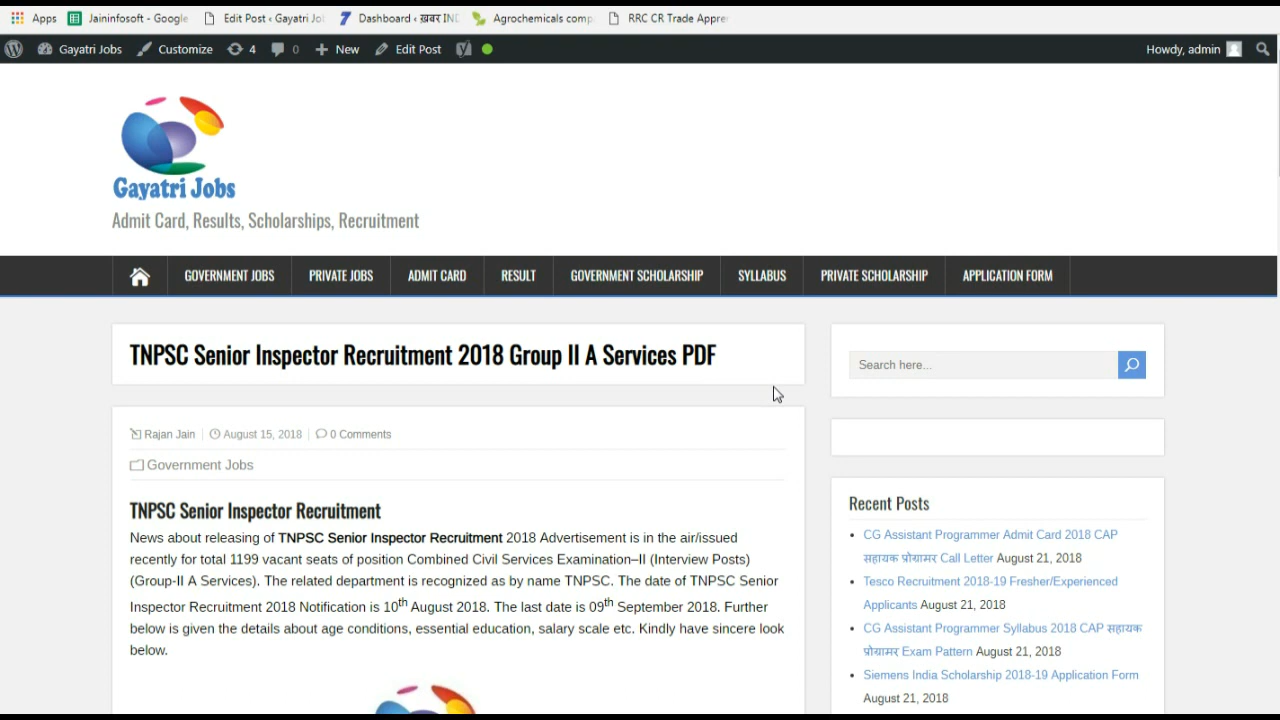 Apps Jaininfosoft - Google Edit Post ‹ Gayatri Jo Dashboard ‹ ख़बर IND Agrochemicals comp RRC CR Trade Appre
Gayatri Jobs Customize 4 0 New Edit Post Howdy, admin
Gayatri Jobs
Admit Card, Results, Scholarships, Recruitment
GOVERNMENT JOBS PRIVATE JOBS ADMIT CARD RESULT GOVERNMENT SCHOLARSHIP SYLLABUS PRIVATE SCHOLARSHIP APPLICATION FORM
TNPSC Senior Inspector Recruitment 2018 Group II A Services PDF
Rajan Jain August 15, 2018 0 Comments
Government Jobs
TNPSC Senior Inspector Recruitment
News about releasing of TNPSC Senior Inspector Recruitment 2018 Advertisement is in the air/issued
recently for total 1199 vacant seats of position Combined Civil Services Examination–II (Interview Posts)
(Group-II A Services). The related department is recognized as by name TNPSC. The date of TNPSC Senior
Inspector Recruitment 2018 Notification is 10th August 2018. The last date is 09th September 2018. Further
below is given the details about age conditions, essential education, salary scale etc. Kindly have sincere look
below.
Search here...
Recent Posts
CG Assistant Programmer Admit Card 2018 CAP
सहायक प्रोग्रामर Call Letter August 21, 2018
Tesco Recruitment 2018-19 Fresher/Experienced
Applicants August 21, 2018
CG Assistant Programmer Syllabus 2018 CAP सहायक
प्रोग्रामर Exam Pattern August 21, 2018
Siemens India Scholarship 2018-19 Application Form
August 21, 2018